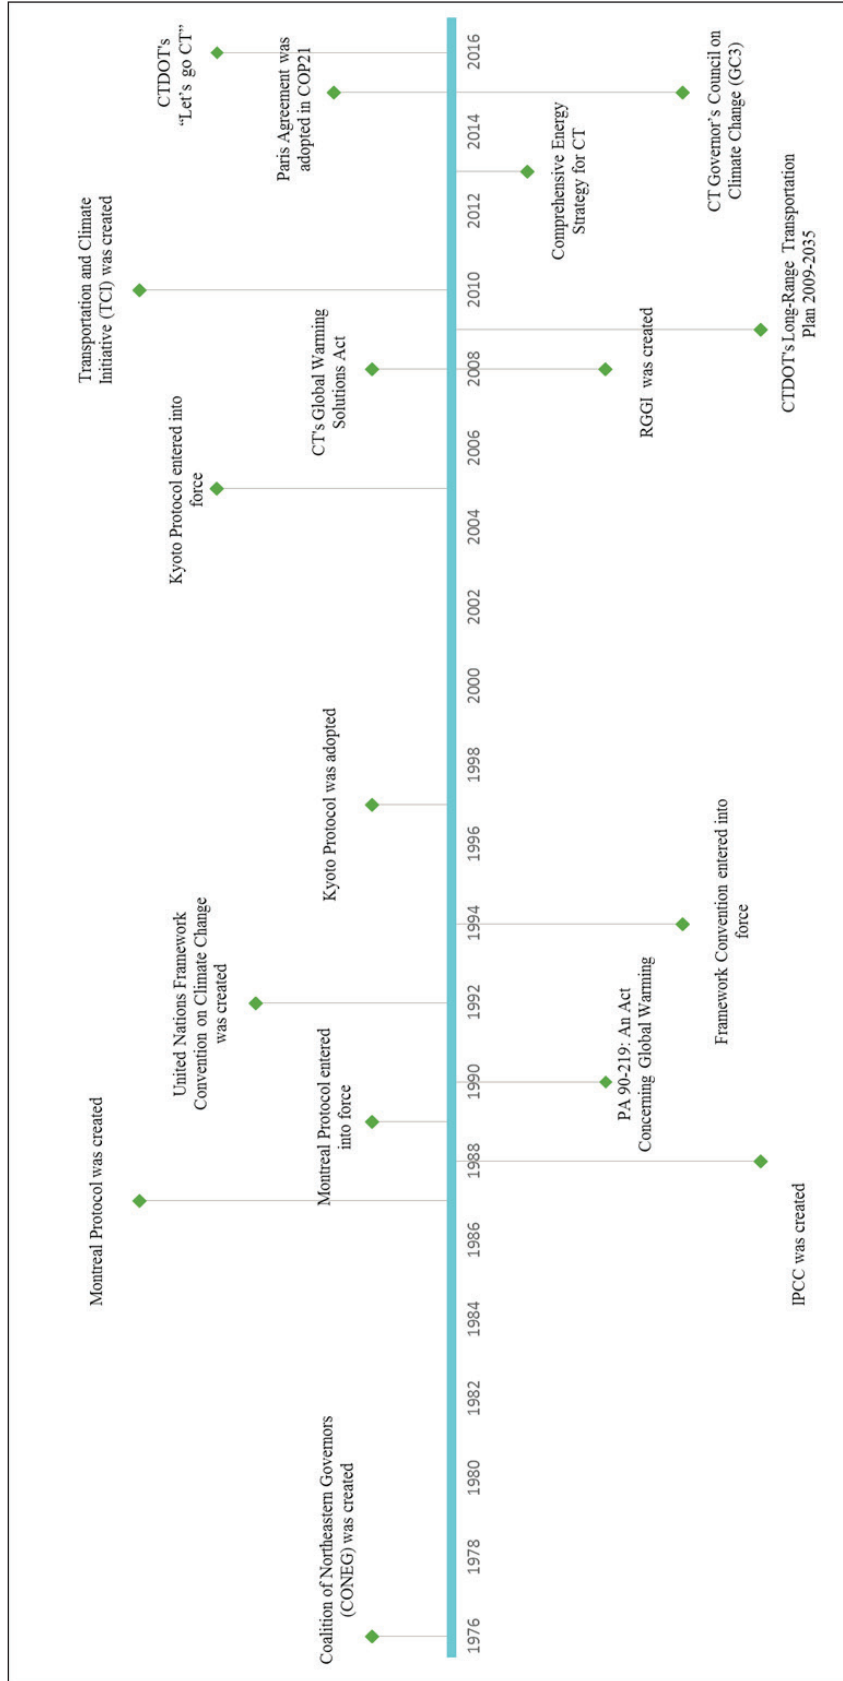 Montreal Protocol was created
Transportation and Climate
Initiative (TCI) was created
United Nations Framework
Convention on Climate Change
was created
Kyoto Protocol entered into
force
CTDOT's
“Let’s go CT”
Coalition of Northeastern Governors
(CONEG) was created
Montreal Protocol entered
into force
Kyoto Protocol was adopted
CT's Global Warming
Solutions Act
Paris Agreement was
adopted in COP21
1976
1978
1980
1982
1984
1986
1988
1990
1992
1994
1996
1998
2000
2002
2004
2006
2008
2010
2012
2014
2016
Comprehensive Energy
Strategy for CT
PA 90-219: An Act
Concerning Global Warming
RGGI was created
Framework Convention entered into
force
CT Governor’s Council on
Climate Change (GC3)
IPCC was created
CTDOT's Long-Range Transportation
Plan 2009-2035